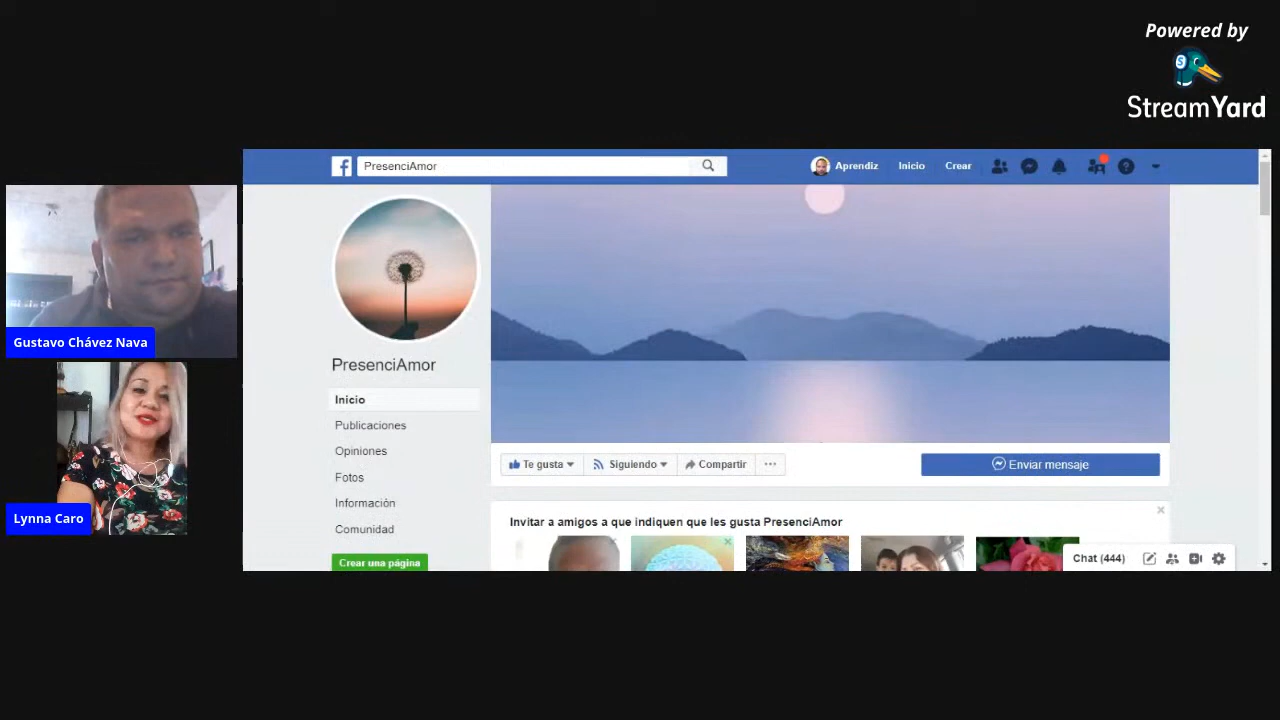 Powered by
StreamYard
PresenciAmor
Aprendiz
Inicio
Crear
Gustavo Chávez Nava
Lynna Caro
PresenciAmor
Inicio
Publicaciones
Opiniones
Fotos
Información
Comunidad
Crear una página
Te gusta
Siguiendo
Compartir
Enviar mensaje
Invitar a amigos a que indiquen que les gusta PresenciAmor
Chat (444)